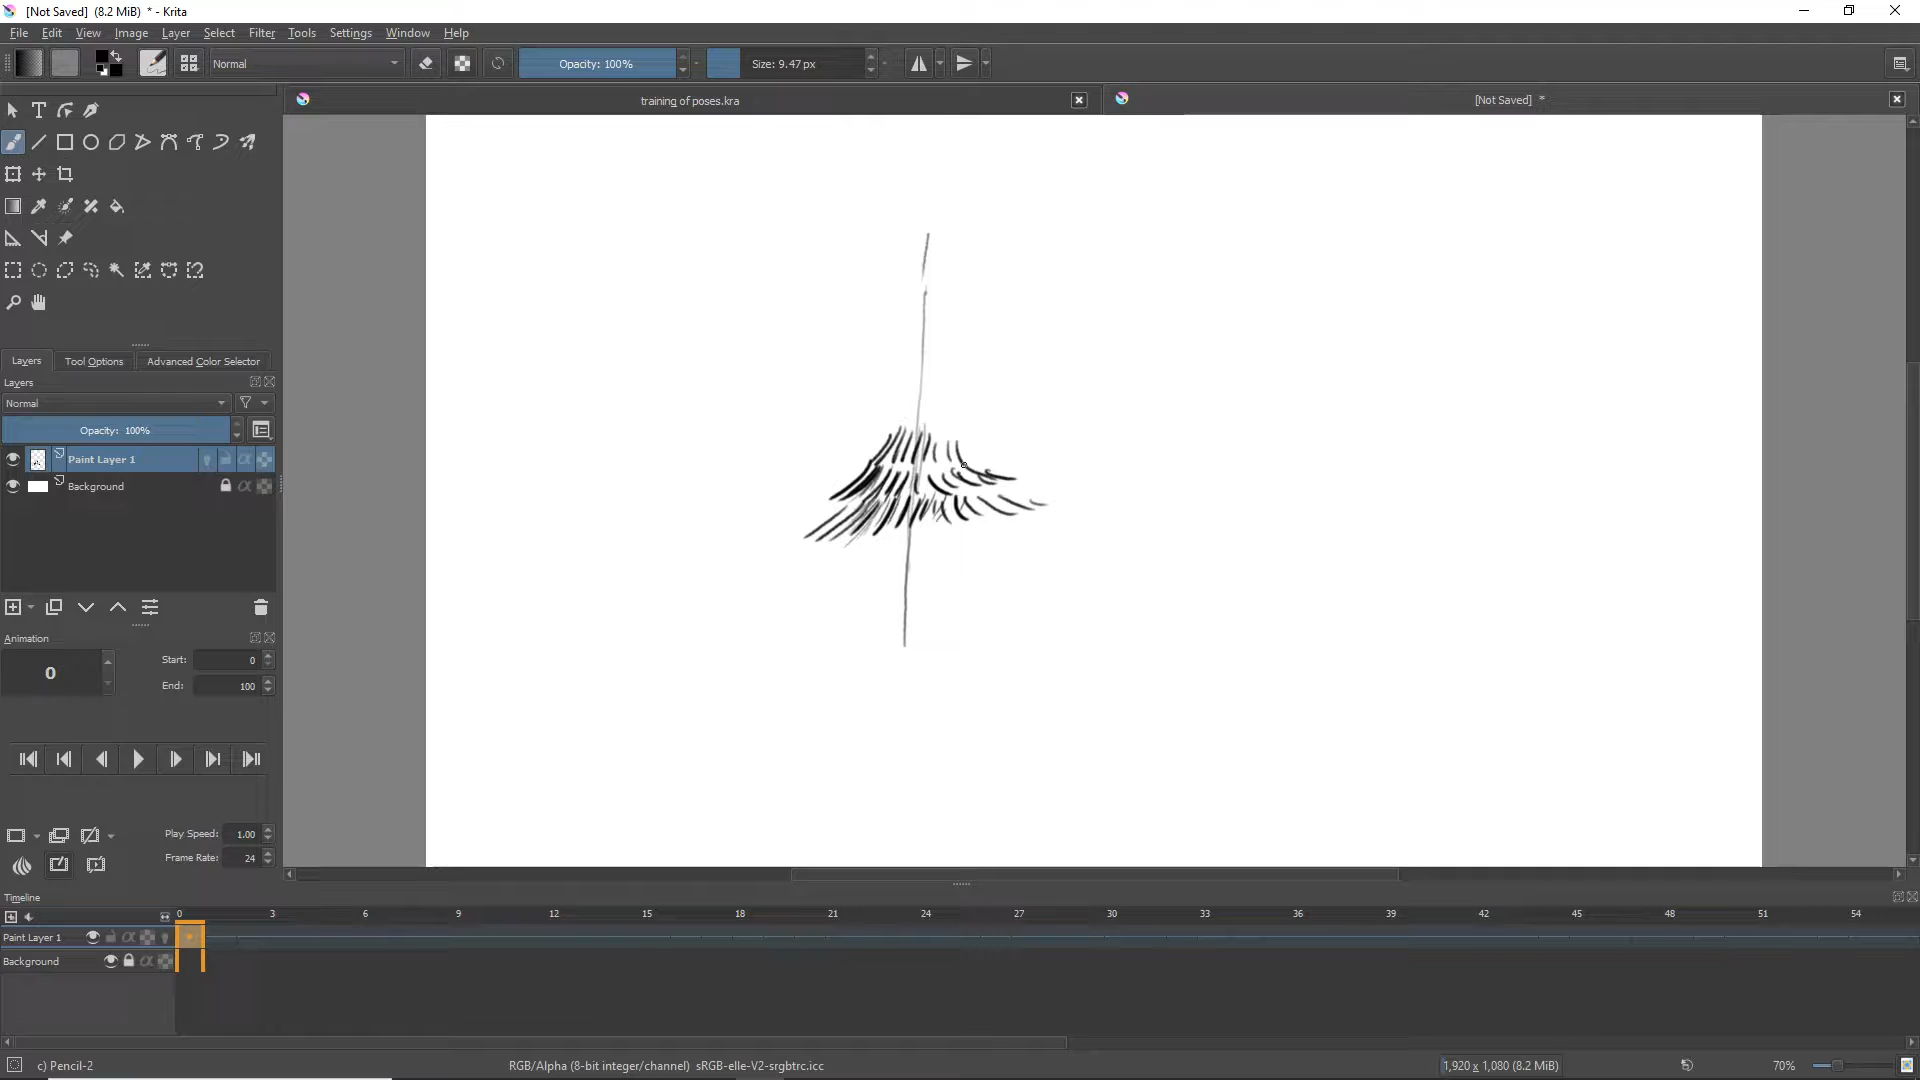 [Not Saved]  (8.2 MiB)  * - Krita
File Edit View Image Layer Select Filter Tools Settings Window Help
Normal Opacity: 100% Size: 9.47 px
training of poses.kra [Not Saved] *
Layers Tool Options Advanced Color Selector
Layers
Normal
Opacity: 100%
Paint Layer 1
Background
Animation
0 Start: 0
End: 100
Play Speed: 1.00
Frame Rate: 24
Timeline
0 3 6 9 12 15 18 21 24 27 30 33 36 39 42 45 48 51 54
Paint Layer 1
Background
c) Pencil-2 RGB/Alpha (8-bit integer/channel) sRGB-elle-V2-srgbtrc.icc 1,920 x 1,080 (8.2 MiB) 70%